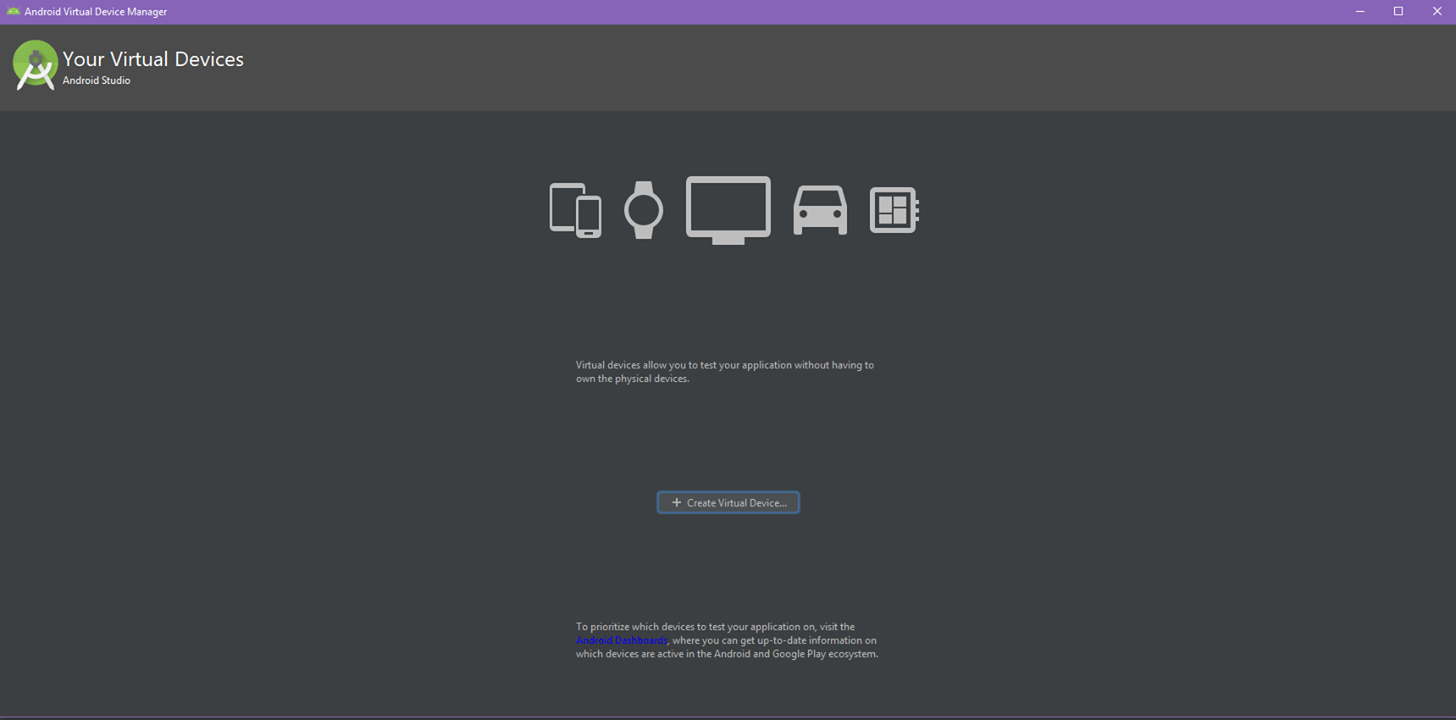 Android Virtual Device Manager
Your Virtual Devices
Android Studio
Virtual devices allow you to test your application without having to
own the physical devices.
+ Create Virtual Device...
To prioritize which devices to test your application on, visit the
Android Dashboards, where you can get up-to-date information on
which devices are active in the Android and Google Play ecosystem.